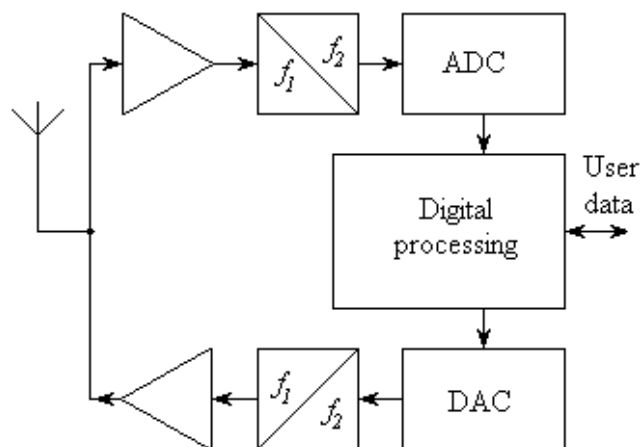 f1 f2
ADC
User
data
Digital
processing
f1 f2
DAC